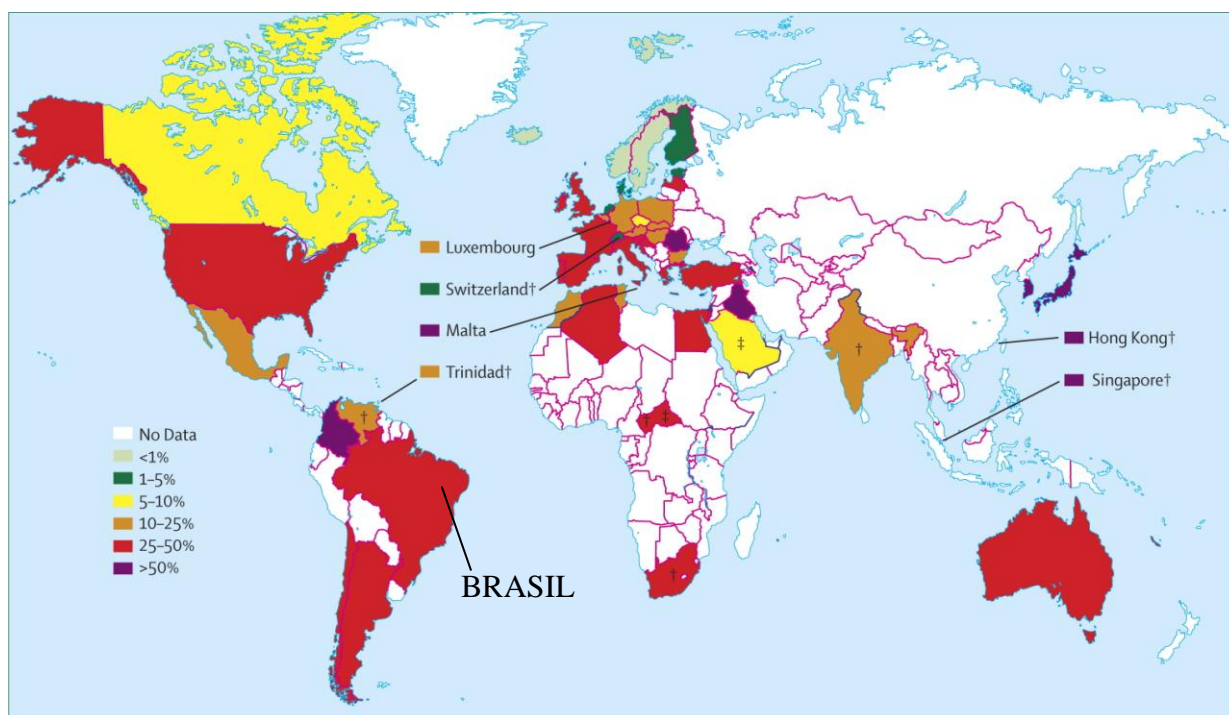 Luxembourg
Switzerland†
Malta
Trinidad†
Hong Kong†
Singapore†
‡
†
†
†
‡
†
No Data
<1%
1–5%
5–10%
10–25%
25–50%
>50%
BRASIL